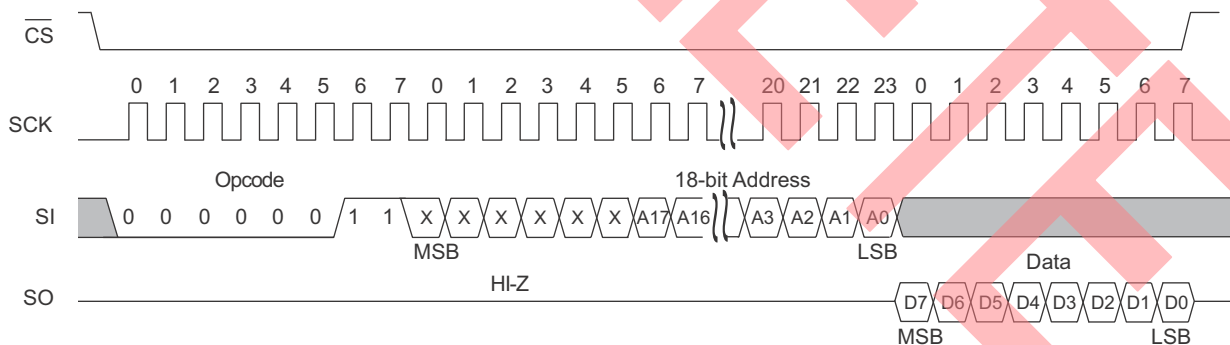 CS
0 1 2 3 4 5 6 7 0 1 2 3 4 5 6 7 20 21 22 23 0 1 2 3 4 5 6 7
SCK
Opcode 18-bit Address
SI 0 0 0 0 0 0 1 1 X X X X X X A17 A16 A3 A2 A1 A0
MSB LSB
Data
HI-Z
SO D7 D6 D5 D4 D3 D2 D1 D0
MSB LSB